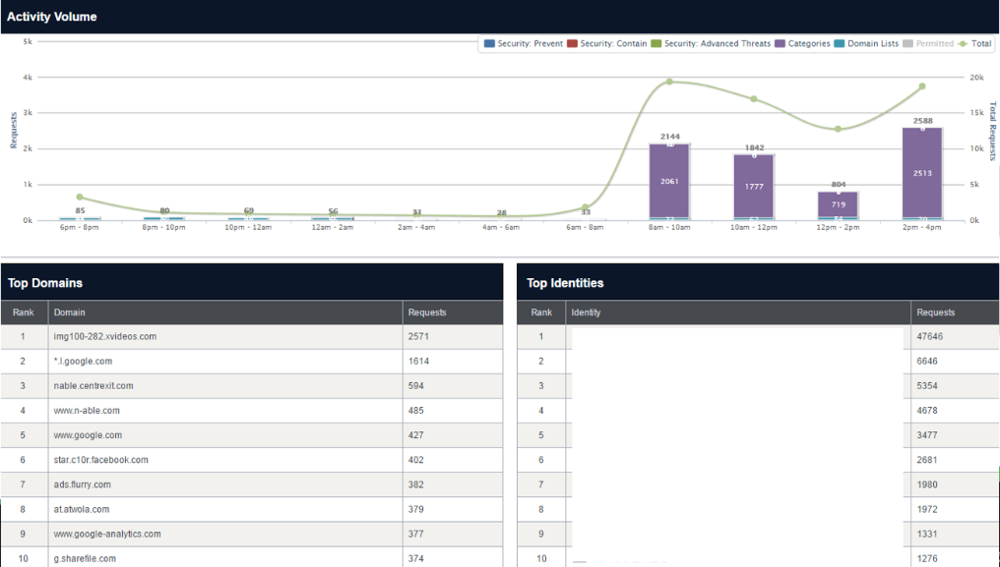 Activity Volume
Security: Prevent Security: Contain Security: Advanced Threats Categories Domain Lists Permitted Total
5k
4k 20k
3k 15k
2k 10k
1k 5k
0k 0k
Requests
Total Requests
85 80 69 56 31 28 33 2144 1842 804 2588
2061 1777 719 2513
6pm - 8pm 8pm - 10pm 10pm - 12am 12am - 2am 2am - 4am 4am - 6am 6am - 8am 8am - 10am 10am - 12pm 12pm - 2pm 2pm - 4pm
Top Domains
Rank Domain Requests
1 img100-282.xvideos.com 2571
2 *.l.google.com 1614
3 nable.centrexit.com 594
4 www.n-able.com 485
5 www.google.com 427
6 star.c10r.facebook.com 402
7 ads.flurry.com 382
8 at.atwola.com 379
9 www.google-analytics.com 377
10 g.sharefile.com 374
Top Identities
Rank Identity Requests
1 47646
2 6646
3 5354
4 4678
5 3477
6 2681
7 1980
8 1972
9 1331
10 1276